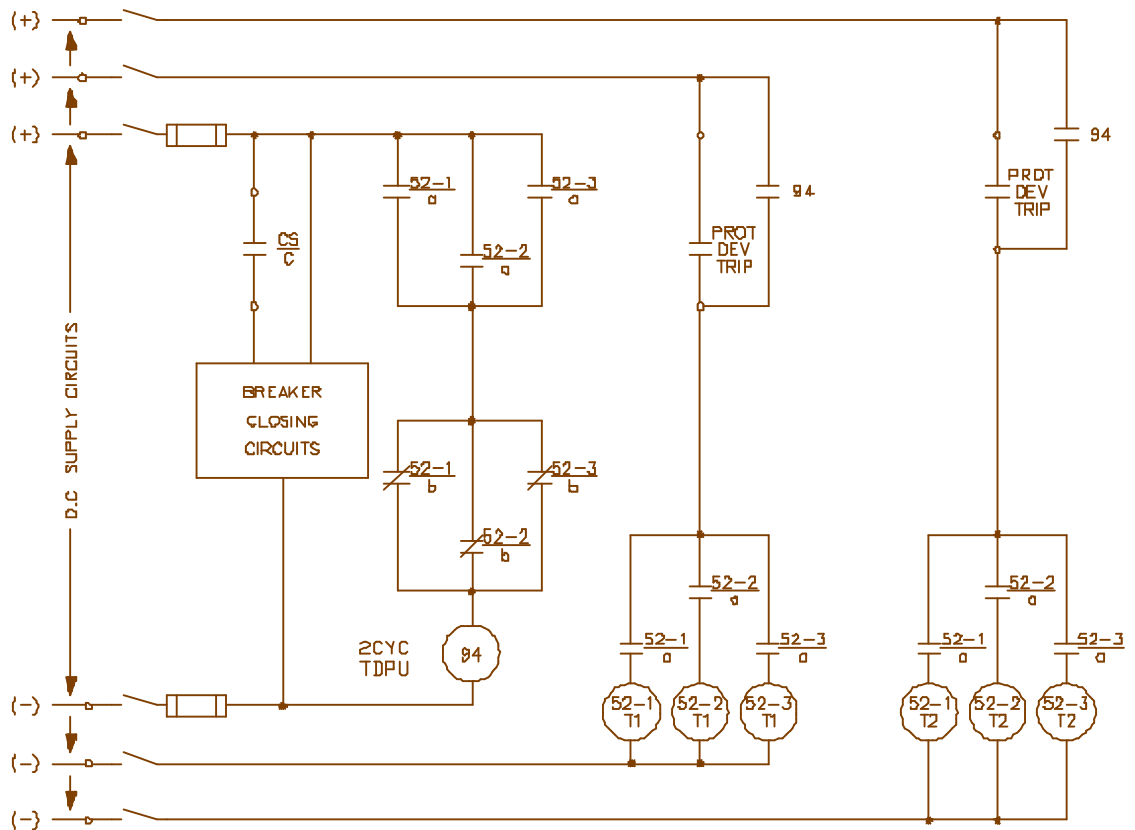 (+)
(+)
(+)
94
PROT
DEV
TRIP
52-1
a
52-3
a
94
CS
C
52-2
a
PROT
DEV
TRIP
D.C SUPPLY CIRCUITS
BREAKER
CLOSING
CIRCUITS
52-1
b
52-3
b
52-2
b
52-2
a
52-2
a
2CYC
TDPU
94
52-1
a
52-3
a
52-1
a
52-3
a
52-1
T1
52-2
T1
52-3
T1
52-1
T2
52-2
T2
52-3
T2
(-)
(-)
(-)